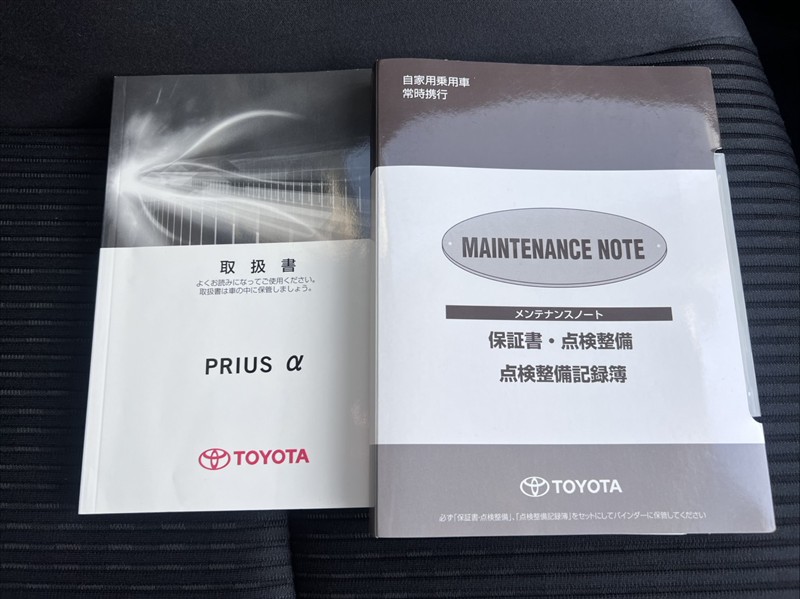 取扱書
よくお読みになってご使用ください。
取扱書は車の中に保管しましょう。
PRIUS α
TOYOTA
自家用乗用車
常時携行
MAINTENANCE NOTE
メンテナンスノート
保証書・点検整備
点検整備記録簿
TOYOTA
必ず「保証書・点検整備」、「点検整備記録簿」をセットにしてバインダーに保管してください